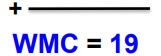 +
WMC = 19